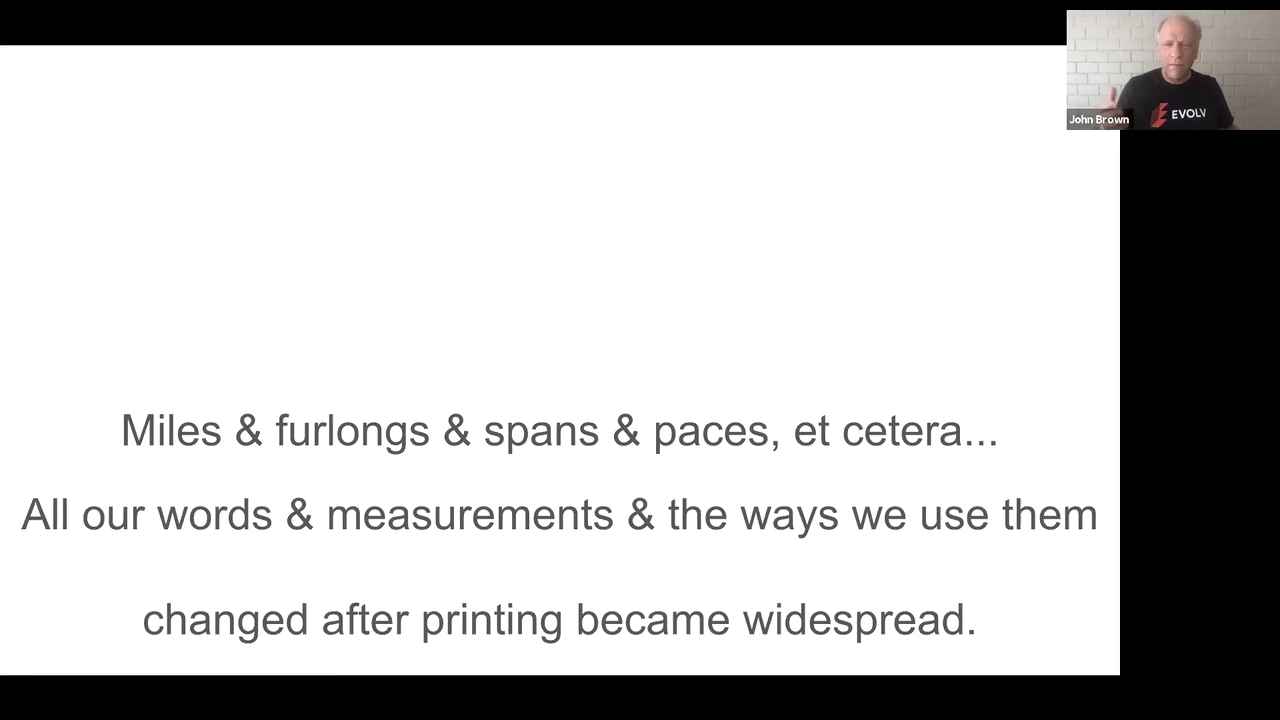 John Brown
EVOLV
Miles & furlongs & spans & paces, et cetera...
All our words & measurements & the ways we use them
changed after printing became widespread.